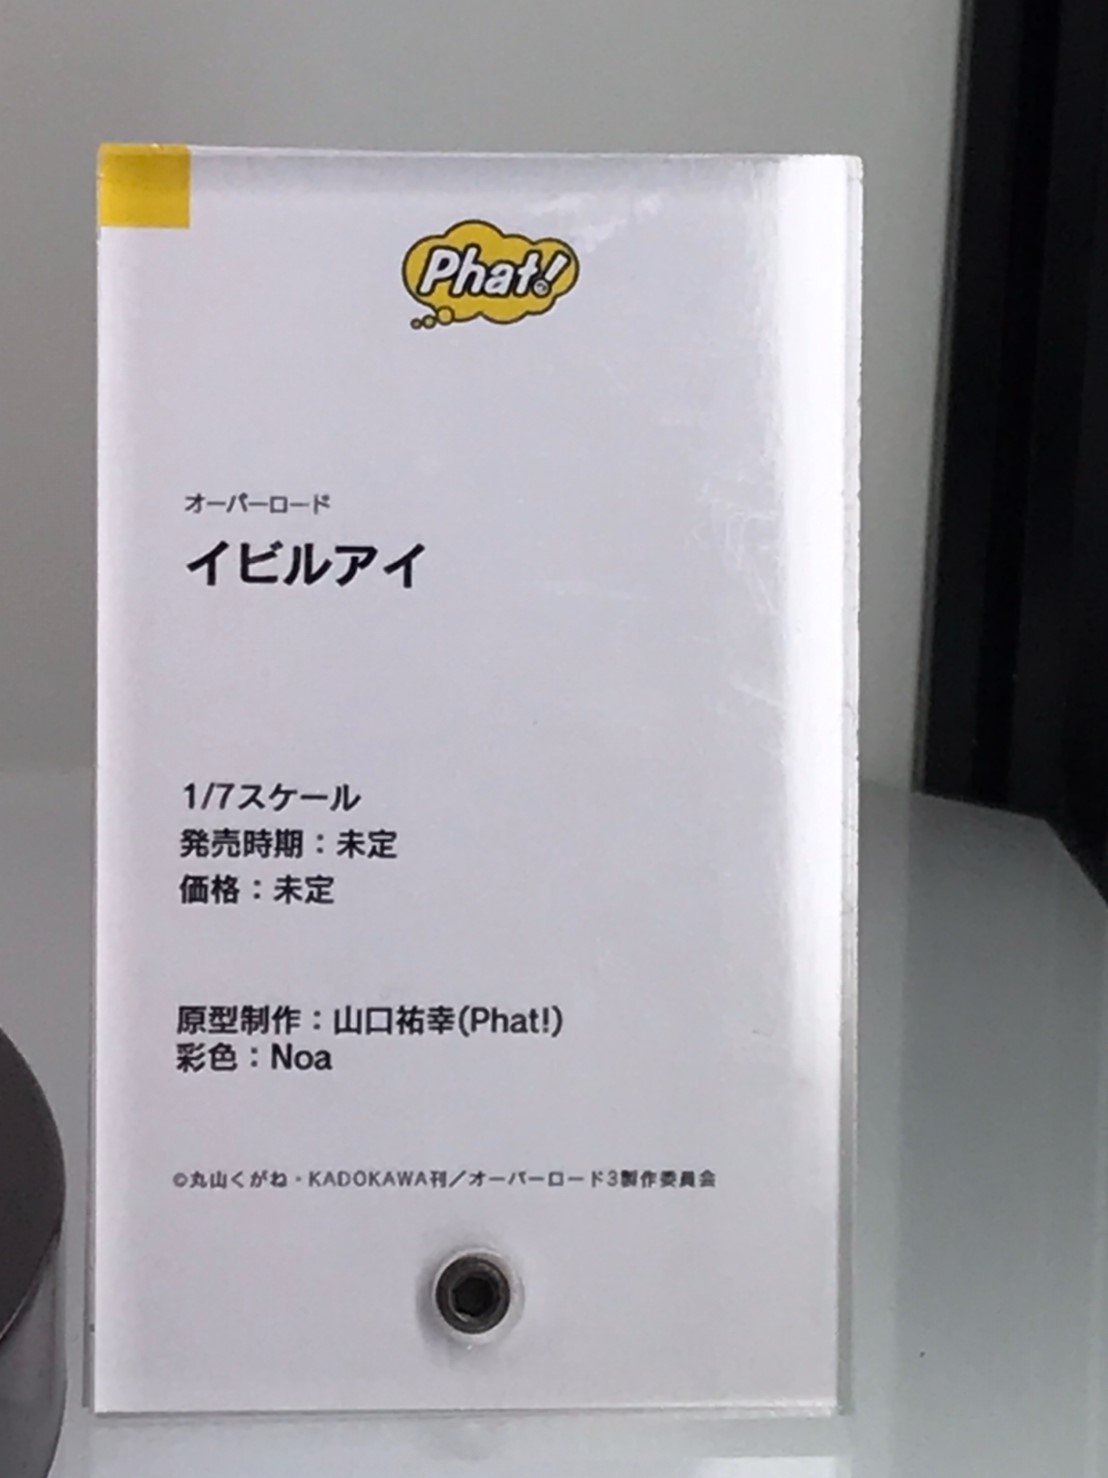 Phat!
オーバーロード
イビルアイ
1/7スケール
発売時期：未定
価格：未定
原型制作：山口祐幸(Phat!)
彩色：Noa
©丸山くがね・KADOKAWA刊／オーバーロード3製作委員会